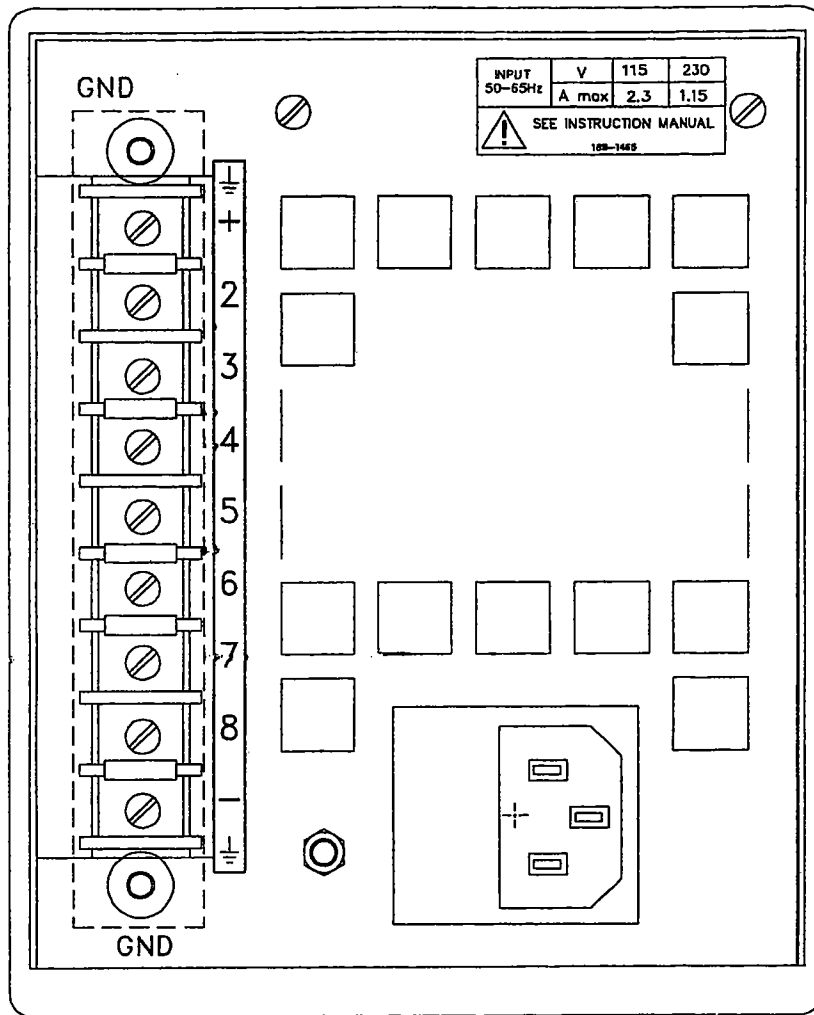 GND
INPUT
50–65Hz
V 115 230
A max 2.3 1.15
SEE INSTRUCTION MANUAL
+
2
3
4
5
6
7
8
–
GND